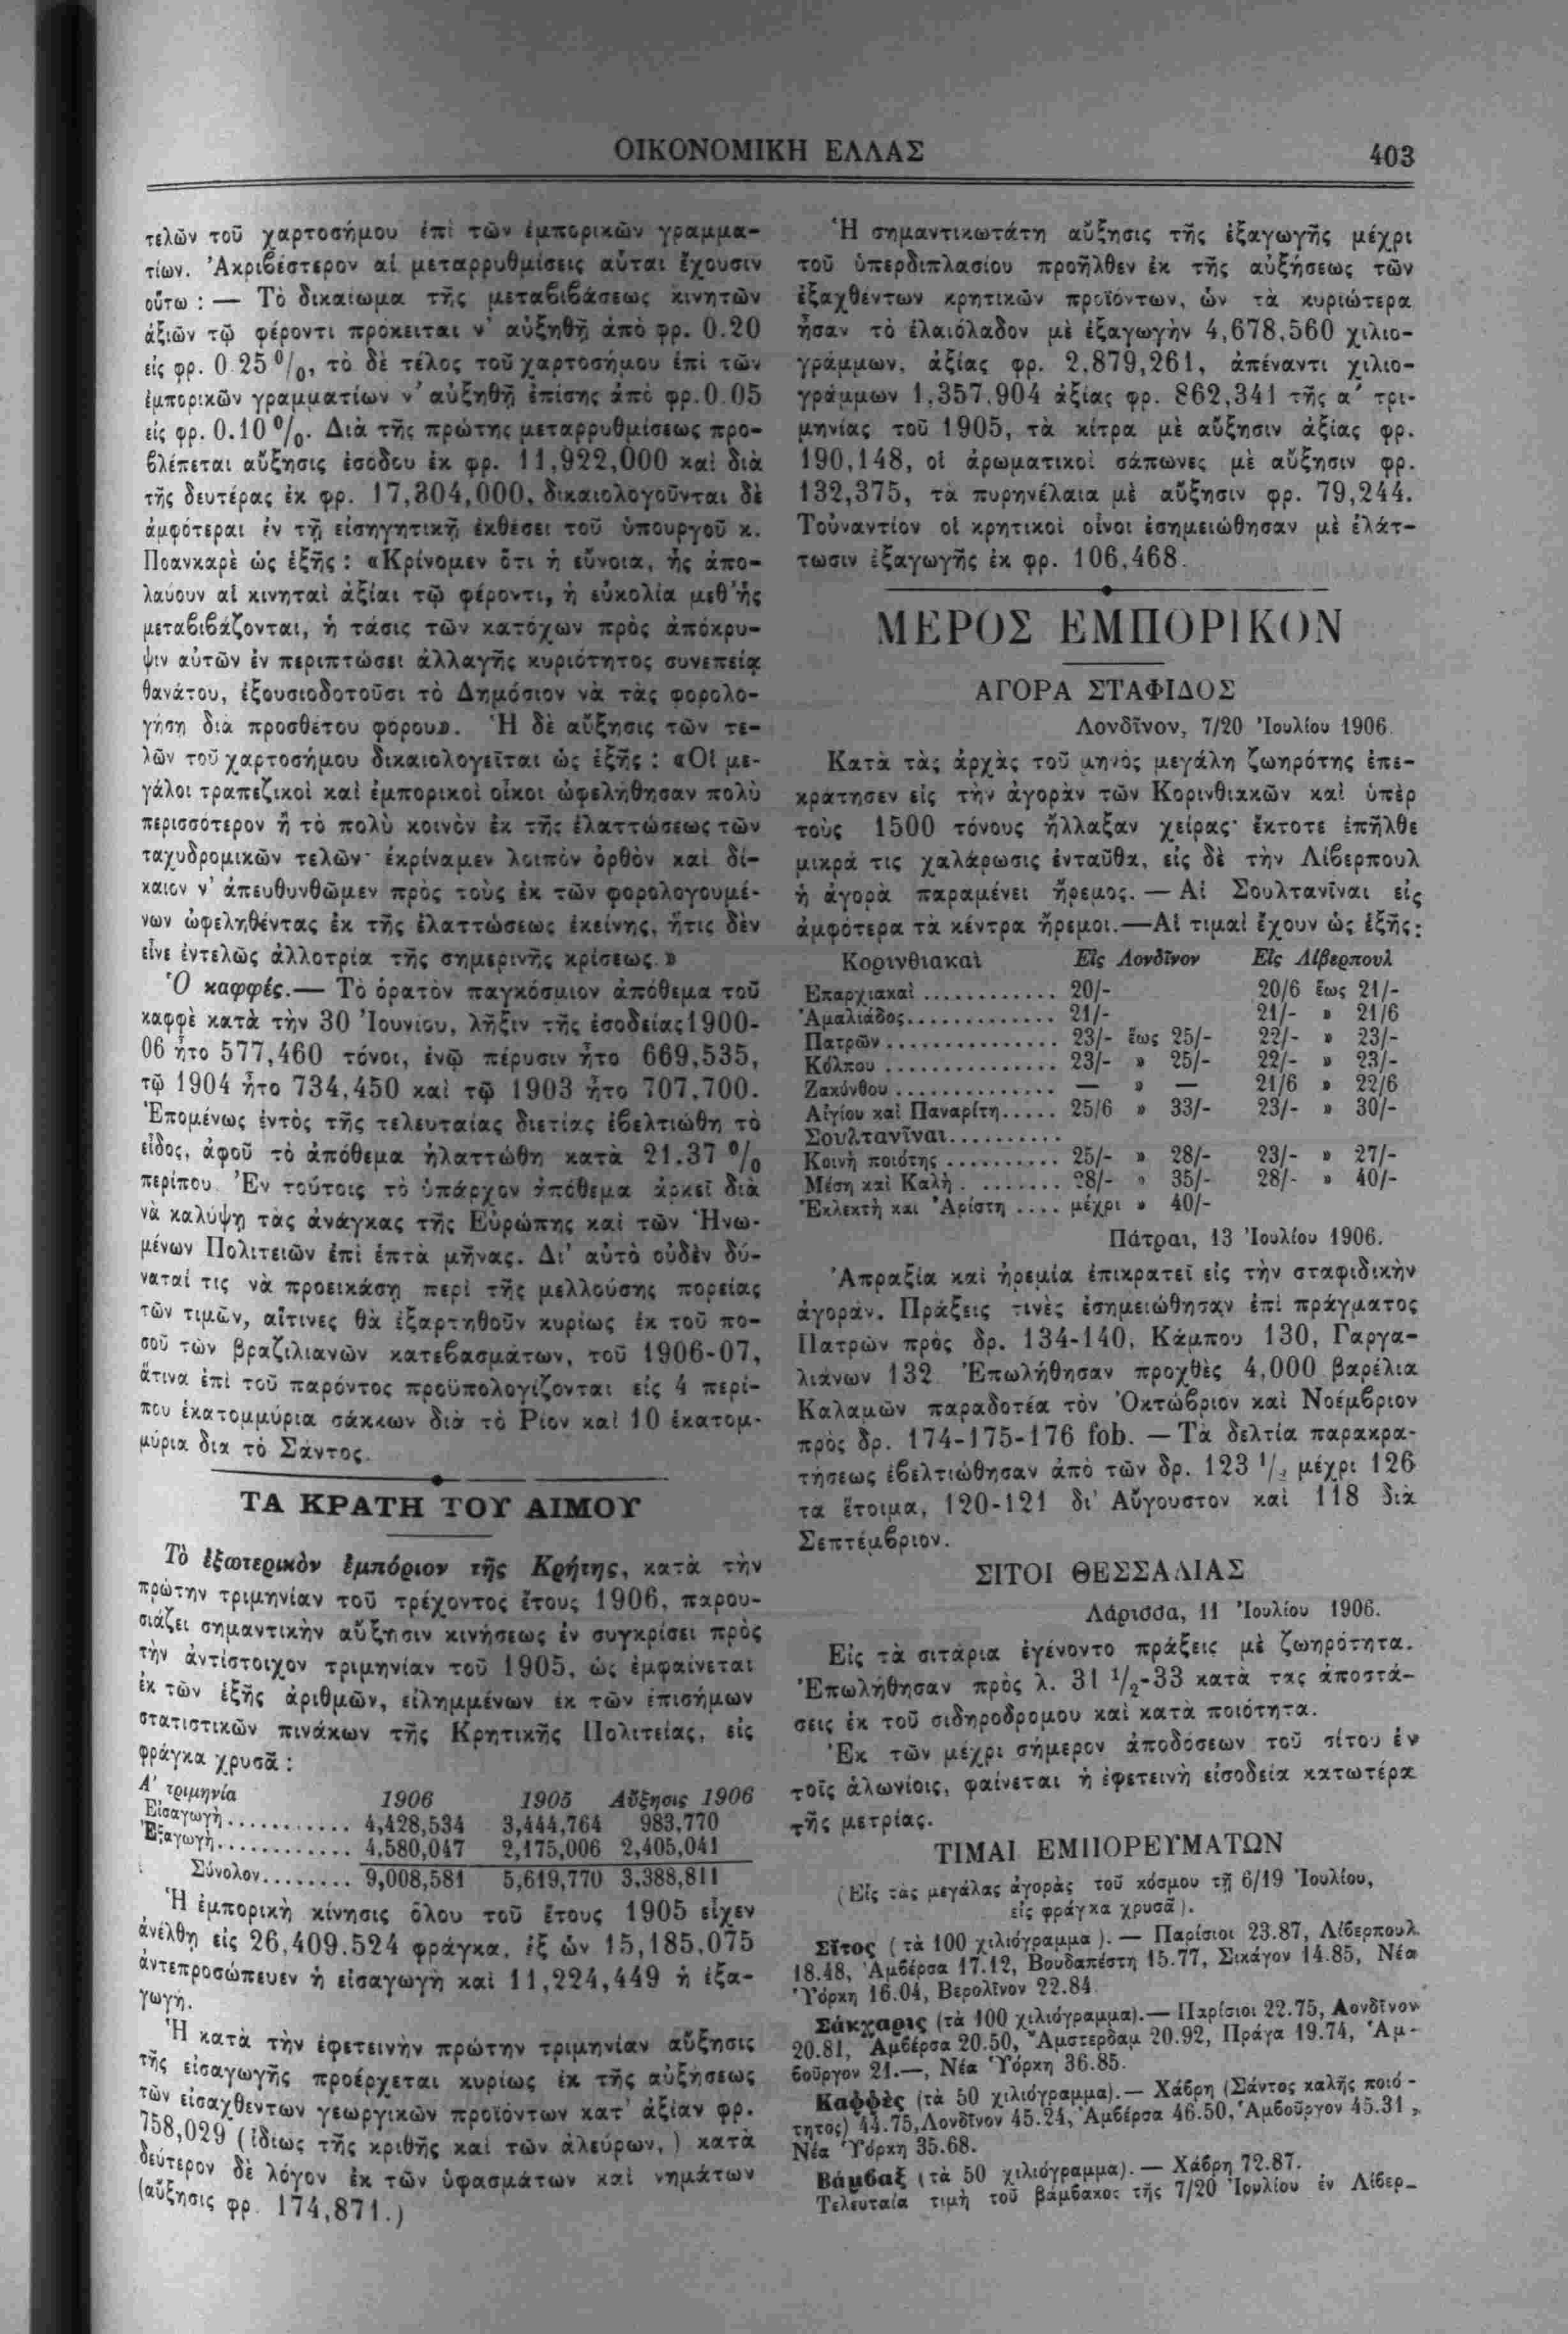 ΟΙΚΟΝΟΜΙΚΗ ΕΛΛΑΣ 403
τελῶν τοῦ χαρτοσήμου ἐπὶ τῶν ἐμπορικῶν γραμμα-
τίων. Ἀκριβέστερον αἱ μεταρρυθμίσεις αὗται ἔχουσιν
οὕτω : — Τὸ δικαίωμα τῆς μεταβιβάσεως κινητῶν
ἀξιῶν τῷ φέροντι πρόκειται ν' αὐξηθῇ ἀπὸ φρ. 0.20
εἰς φρ. 0 25 %, τὸ δὲ τέλος τοῦ χαρτοσήμου ἐπὶ τῶν
ἐμπορικῶν γραμματίων ν' αὐξηθῇ ἐπίσης ἀπὸ φρ. 0.05
εἰς φρ. 0.10 %. Διὰ τῆς πρώτης μεταρρυθμίσεως προ-
βλέπεται αὔξησις ἐσόδου ἐκ φρ. 11,922,000 καὶ διὰ
τῆς δευτέρας ἐκ φρ. 17,304,000, δικαιολογοῦνται δὲ
ἀμφότεραι ἐν τῇ εἰσηγητικῇ ἐκθέσει τοῦ ὑπουργοῦ κ.
Ποανκαρὲ ὡς ἑξῆς : «Κρίνομεν ὅτι ἡ εὔνοια, ἧς ἀπο-
λαύουν αἱ κινηταὶ ἀξίαι τῷ φέροντι, ἡ εὐκολία μεθ' ἧς
μεταβιβάζονται, ἡ τάσις τῶν κατόχων πρὸς ἀπόκρυ-
ψιν αὐτῶν ἐν περιπτώσει ἀλλαγῆς κυριότητος συνεπείᾳ
θανάτου, ἐξουσιοδοτοῦσι τὸ Δημόσιον νὰ τὰς φορολο-
γήσῃ διὰ προσθέτου φόρου». Ἡ δὲ αὔξησις τῶν τε-
λῶν τοῦ χαρτοσήμου δικαιολογεῖται ὡς ἑξῆς : «Οἱ με-
γάλοι τραπεζικοὶ καὶ ἐμπορικοὶ οἶκοι ὠφελήθησαν πολὺ
περισσότερον ἢ τὸ πολὺ κοινὸν ἐκ τῆς ἐλαττώσεως τῶν
ταχυδρομικῶν τελῶν· ἐκρίναμεν λοιπὸν ὀρθὸν καὶ δί-
καιον ν' ἀπευθυνθῶμεν πρὸς τοὺς ἐκ τῶν φορολογουμέ-
νων ὠφεληθέντας ἐκ τῆς ἐλαττώσεως ἐκείνης, ἥτις δὲν
εἶνε ἐντελῶς ἀλλοτρία τῆς σημερινῆς κρίσεως.»
Ὁ καφφές.— Τὸ ὁρατὸν παγκόσμιον ἀπόθεμα τοῦ
καφφὲ κατὰ τὴν 30 Ἰουνίου, λῆξιν τῆς ἐσοδείας 1900-
06 ἦτο 577,460 τόνοι, ἐνῷ πέρυσιν ἦτο 669,535,
τῷ 1904 ἦτο 734,450 καὶ τῷ 1903 ἦτο 707,700.
Ἑπομένως ἐντὸς τῆς τελευταίας διετίας ἐβελτιώθη τὸ
εἶδος, ἀφοῦ τὸ ἀπόθεμα ἠλαττώθη κατὰ 21.37 %
περίπου. Ἐν τούτοις τὸ ὑπάρχον ἀπόθεμα ἀρκεῖ διὰ
νὰ καλύψῃ τὰς ἀνάγκας τῆς Εὐρώπης καὶ τῶν Ἡνω-
μένων Πολιτειῶν ἐπὶ ἑπτὰ μῆνας. Δι' αὐτὸ οὐδὲν δύ-
ναταί τις νὰ προεικάσῃ περὶ τῆς μελλούσης πορείας
τῶν τιμῶν, αἵτινες θὰ ἐξαρτηθοῦν κυρίως ἐκ τοῦ πο-
σοῦ τῶν βραζιλιανῶν κατεβασμάτων, τοῦ 1906-07,
ἅτινα ἐπὶ τοῦ παρόντος προϋπολογίζονται εἰς 4 περί-
που ἑκατομμύρια σάκκων διὰ τὸ Ρίον καὶ 10 ἑκατομ-
μύρια δια τὸ Σάντος.
ΤΑ ΚΡΑΤΗ ΤΟΥ ΑΙΜΟΥ
Τὸ ἐξωτερικὸν ἐμπόριον τῆς Κρήτης, κατὰ τὴν
πρώτην τριμηνίαν τοῦ τρέχοντος ἔτους 1906, παρου-
σιάζει σημαντικὴν αὔξησιν κινήσεως ἐν συγκρίσει πρὸς
τὴν ἀντίστοιχον τριμηνίαν τοῦ 1905, ὡς ἐμφαίνεται
ἐκ τῶν ἑξῆς ἀριθμῶν, εἰλημμένων ἐκ τῶν ἐπισήμων
στατιστικῶν πινάκων τῆς Κρητικῆς Πολιτείας, εἰς
φράγκα χρυσᾶ :
Α' τριμηνία 1906 1905 Αὔξησις 1906
Εἰσαγωγὴ............ 4,428,534 3,444,764 983,770
Ἐξαγωγὴ............. 4,580,047 2,175,006 2,405,041
Σύνολον......... 9,008,581 5,619,770 3,388,811
Ἡ ἐμπορικὴ κίνησις ὅλου τοῦ ἔτους 1905 εἶχεν
ἀνέλθῃ εἰς 26,409.524 φράγκα, ἐξ ὧν 15,185,075
ἀντεπροσώπευεν ἡ εἰσαγωγὴ καὶ 11,224,449 ἡ ἐξα-
γωγή.
Ἡ κατὰ τὴν ἐφετεινὴν πρώτην τριμηνίαν αὔξησις
τῆς εἰσαγωγῆς προέρχεται κυρίως ἐκ τῆς αὐξήσεως
τῶν εἰσαχθέντων γεωργικῶν προϊόντων κατ' ἀξίαν φρ.
758,029 (ἰδίως τῆς κριθῆς καὶ τῶν ἀλεύρων,) κατὰ
δεύτερον δὲ λόγον ἐκ τῶν ὑφασμάτων καὶ νημάτων
(αὔξησις φρ. 174,871.)
Ἡ σημαντικωτάτη αὔξησις τῆς ἐξαγωγῆς μέχρι
τοῦ ὑπερδιπλασίου προῆλθεν ἐκ τῆς αὐξήσεως τῶν
ἐξαχθέντων κρητικῶν προϊόντων, ὧν τὰ κυριώτερα
ἦσαν τὸ ἐλαιόλαδον μὲ ἐξαγωγὴν 4,678,560 χιλιο-
γράμμων, ἀξίας φρ. 2,879,261, ἀπέναντι χιλιο-
γράμμων 1,357,904 ἀξίας φρ. 862,341 τῆς α΄ τρι-
μηνίας τοῦ 1905, τὰ κίτρα μὲ αὔξησιν ἀξίας φρ.
190,148, οἱ ἀρωματικοὶ σάπωνες μὲ αὔξησιν φρ.
132,375, τὰ πυρηνέλαια μὲ αὔξησιν φρ. 79,244.
Τοὐναντίον οἱ κρητικοὶ οἶνοι ἐσημειώθησαν μὲ ἐλάτ-
τωσιν ἐξαγωγῆς ἐκ φρ. 106,468.
ΜΕΡΟΣ ΕΜΠΟΡΙΚΟΝ
ΑΓΟΡΑ ΣΤΑΦΙΔΟΣ
Λονδῖνον, 7/20 Ἰουλίου 1906.
Κατὰ τὰς ἀρχὰς τοῦ μηνὸς μεγάλη ζωηρότης ἐπε-
κράτησεν εἰς τὴν ἀγορὰν τῶν Κορινθιακῶν καὶ ὑπὲρ
τοὺς 1500 τόνους ἤλλαξαν χείρας· ἔκτοτε ἐπῆλθε
μικρά τις χαλάρωσις ἐνταῦθα, εἰς δὲ τὴν Λίβερπουλ
ἡ ἀγορὰ παραμένει ἤρεμος. — Αἱ Σουλτανῖναι εἰς
ἀμφότερα τὰ κέντρα ἤρεμοι.—Αἱ τιμαὶ ἔχουν ὡς ἑξῆς:
Κορινθιακαὶ Εἰς Λονδῖνον Εἰς Λίβερπουλ
Επαρχιακαὶ ............ 20/- 20/6 ἕως 21/-
Ἀμαλιάδος............. 21/- 21/- » 21/6
Πατρῶν ............... 23/- ἕως 25/- 22/- » 23/-
Κόλπου ............... 23/- » 25/- 22/- » 23/-
Ζακύνθου .............. — » — 21/6 » 22/6
Αἰγίου καὶ Παναρίτη..... 25/6 » 33/- 23/- » 30/-
Σουλτανῖναι..........
Κοινὴ ποιότης .......... 25/- » 28/- 23/- » 27/-
Μέση καὶ Καλὴ . ....... 28/- » 35/- 28/- » 40/-
Ἐκλεκτὴ και Ἀρίστη .... μέχρι » 40/-
Πάτραι, 13 Ἰουλίου 1906.
Ἀπραξία καὶ ἠρεμία ἐπικρατεῖ εἰς τὴν σταφιδικὴν
ἀγοράν. Πράξεις τινὲς ἐσημειώθησαν ἐπὶ πράγματος
Πατρῶν πρὸς δρ. 134-140, Κάμπου 130, Γαργα-
λιάνων 132. Ἐπωλήθησαν προχθὲς 4,000 βαρέλια
Καλαμῶν παραδοτέα τὸν Ὀκτώβριον καὶ Νοέμβριον
πρὸς δρ. 174-175-176 fob. — Τὰ δελτία παρακρα-
τήσεως ἐβελτιώθησαν ἀπὸ τῶν δρ. 123 1/2 μέχρι 126
τα ἕτοιμα, 120-121 δι' Αὔγουστον καὶ 118 διὰ
Σεπτέμβριον.
ΣΙΤΟΙ ΘΕΣΣΑΛΙΑΣ
Λάρισσα, 11 Ἰουλίου 1906.
Εἰς τὰ σιτάρια ἐγένοντο πράξεις μὲ ζωηρότητα.
Ἐπωλήθησαν πρὸς λ. 31 1/2-33 κατὰ τας ἀποστά-
σεις ἐκ τοῦ σιδηροδρομου καὶ κατὰ ποιότητα.
Ἐκ τῶν μέχρι σήμερον ἀποδόσεων τοῦ σίτου ἐν
τοῖς ἁλωνίοις, φαίνεται ἡ ἐφετεινὴ εἰσοδεία κατωτέρα
τῆς μετρίας.
ΤΙΜΑΙ ΕΜΠΟΡΕΥΜΑΤΩΝ
(Εἰς τὰς μεγάλας ἀγορὰς τοῦ κόσμου τῇ 6/19 Ἰουλίου,
εἰς φράγκα χρυσᾶ).
Σῖτος (τὰ 100 χιλιόγραμμα). — Παρίσιοι 23.87, Λίβερπουλ
18.48, Ἀμβέρσα 17.12, Βουδαπέστη 15.77, Σικάγον 14.85, Νέα
Ὑόρκη 16.04, Βερολῖνον 22.84.
Σάκχαρις (τὰ 100 χιλιόγραμμα).— Παρίσιοι 22.75, Λονδῖνον
20.81, Ἀμβέρσα 20.50, Ἀμστερδαμ 20.92, Πράγα 19.74, Ἀμ-
βοῦργον 21.—, Νέα Ὑόρκη 36.85.
Καφφὲς (τὰ 50 χιλιόγραμμα).— Χάβρη (Σάντος καλῆς ποιό-
τητος) 44.75, Λονδῖνον 45.24, Ἀμβέρσα 46.50, Ἀμβοῦργον 45.31,
Νέα Ὑόρκη 35.68.
Βάμβαξ (τὰ 50 χιλιόγραμμα). — Χάβρη 72.87.
Τελευταία τιμὴ τοῦ βάμβακος τῆς 7/20 Ἰουλίου ἐν Λίβερ-